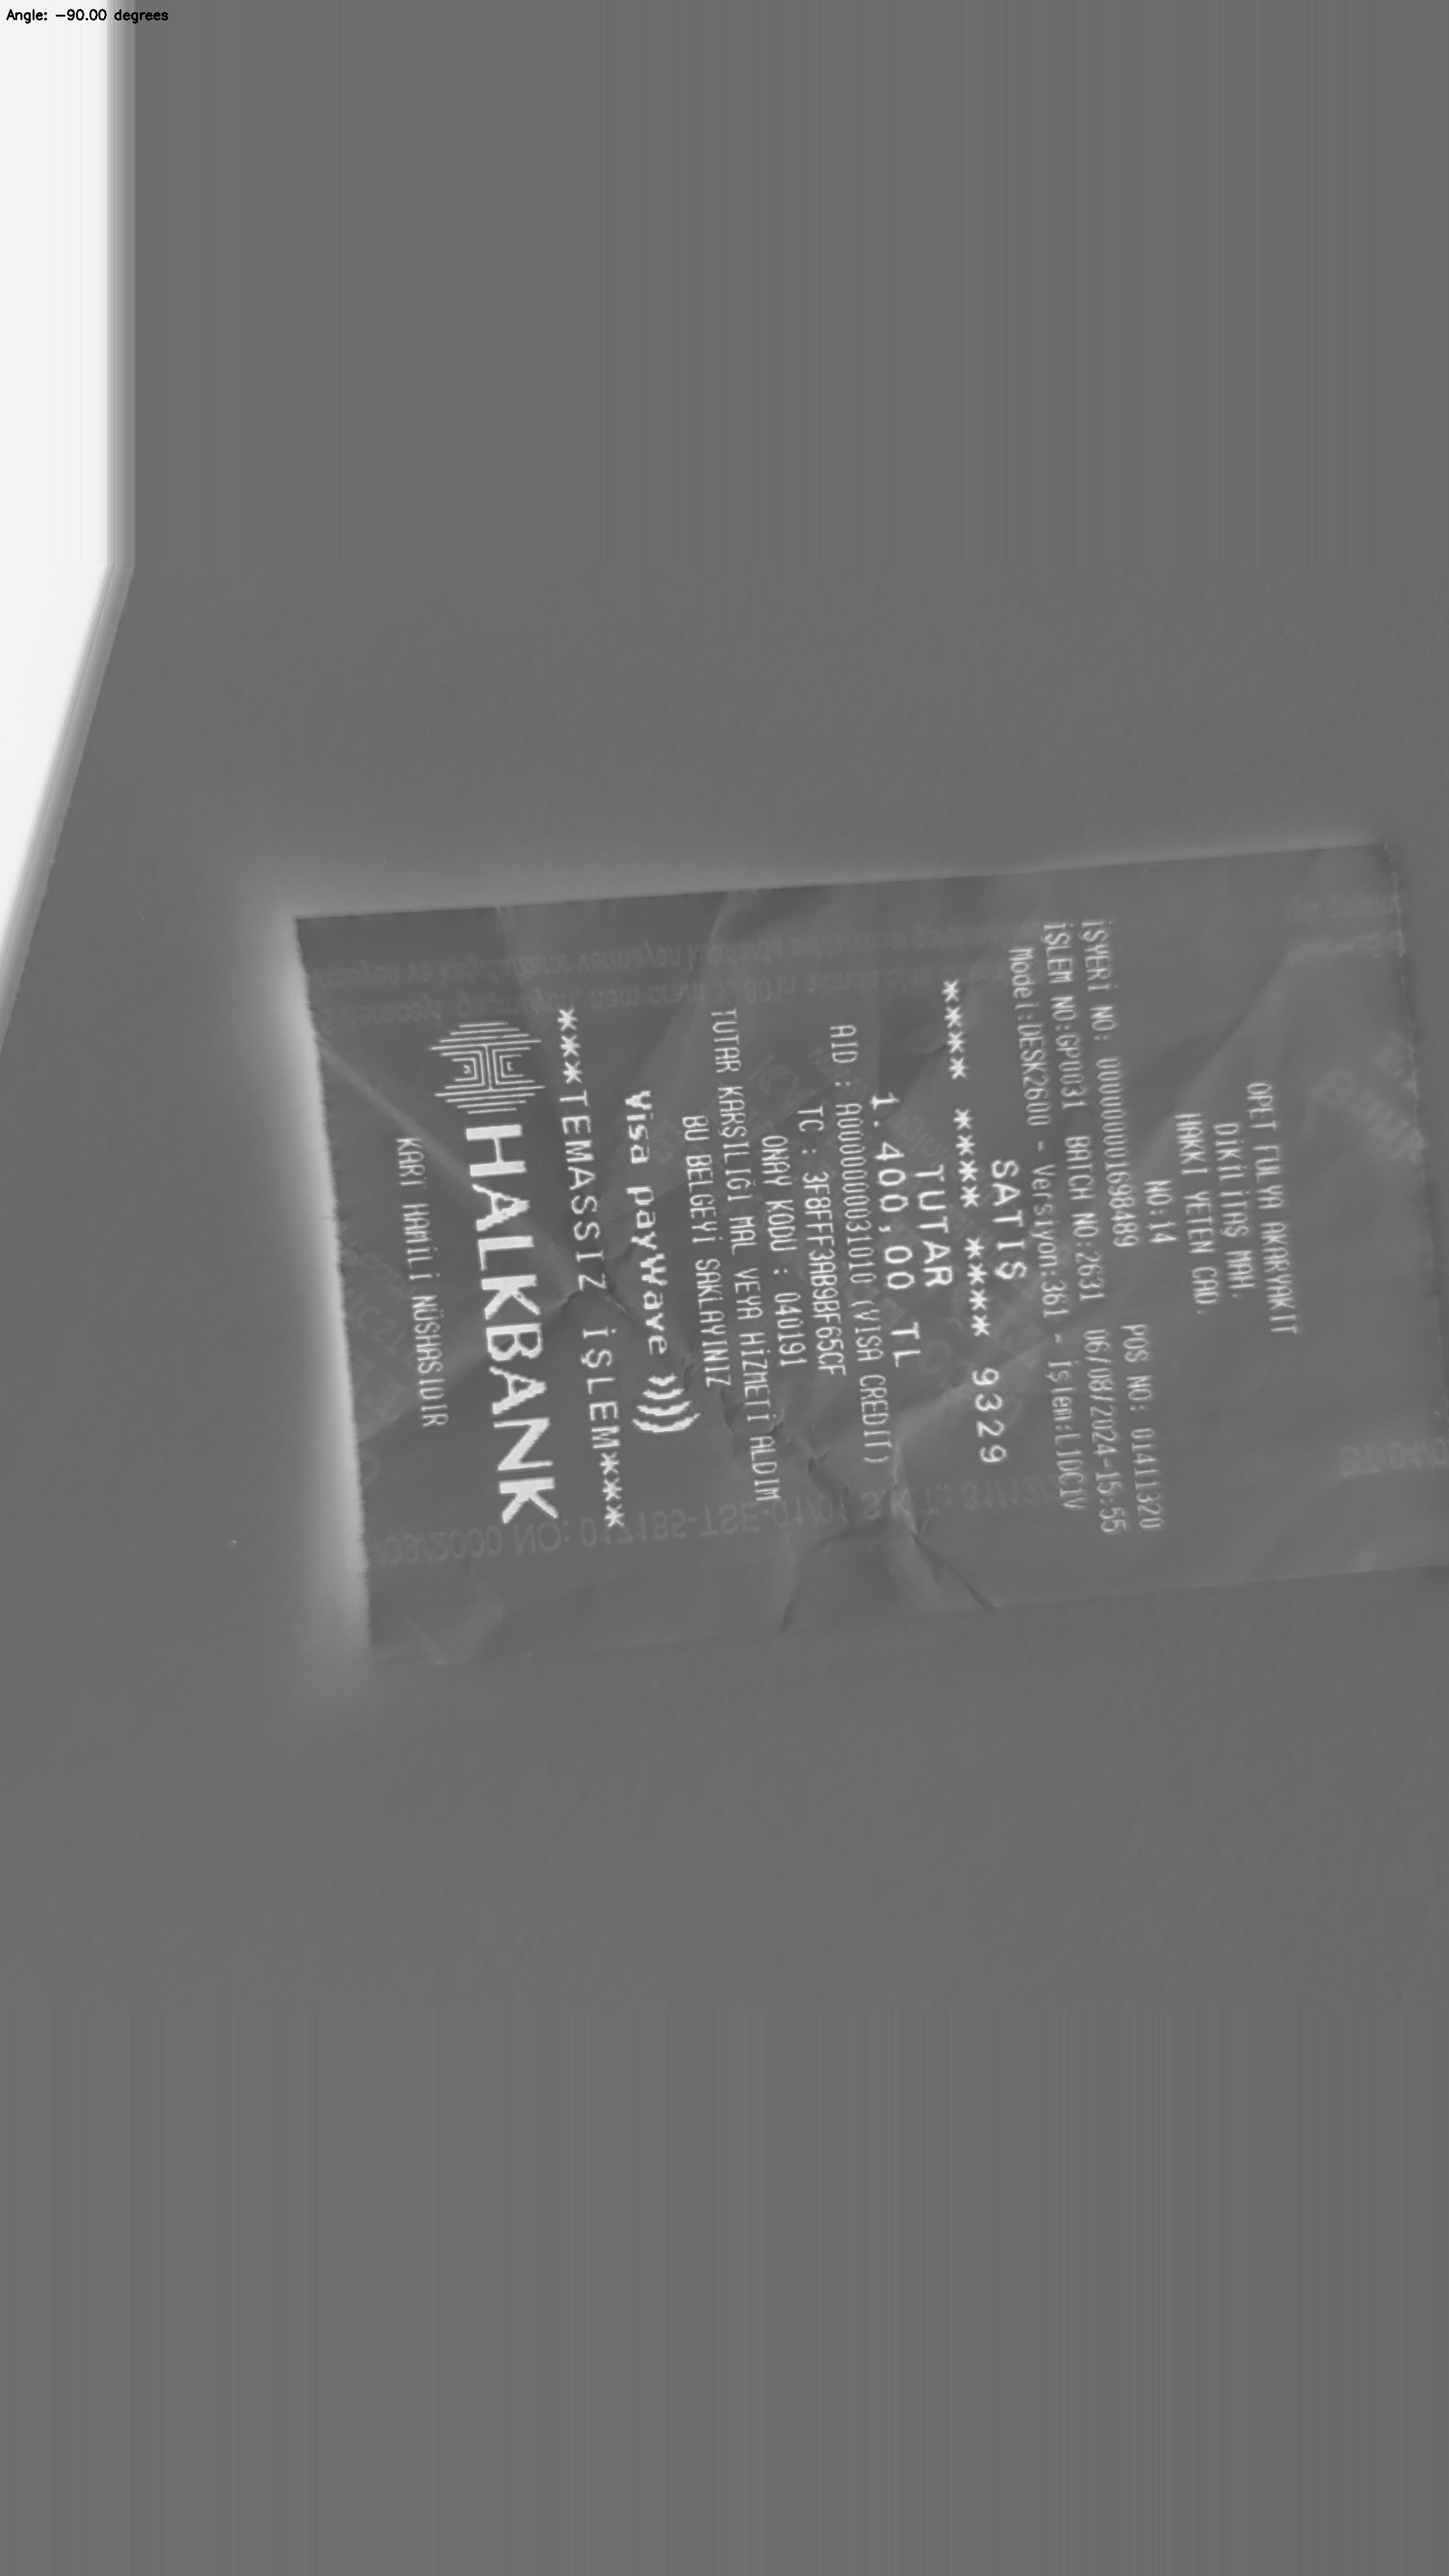 Angle: -90.00 degrees
OPET FULYA AKARYAKIT
DİKİLİTAŞ MAH.
HAKKI YETEN CAD.
NO:14
İŞYERİ NO: 000000001698489 POS NO: 01411320
İŞLEM NO:GP0031 BATCH NO:2631 06/08/2024-15:55
Model:DESK2600 - Versiyon:361 - İşlem:L1DC1V
SATIŞ
**** **** **** 9329
TUTAR
1.400,00 TL
AID : A0000000031010 (VISA CREDIT)
TC : 3F8FFF3AB9BF65CF
ONAY KODU : 040191
TUTAR KARŞILIĞI MAL VEYA HİZMETİ ALDIM
BU BELGEYİ SAKLAYINIZ
Visa payWave
***TEMASSIZ İŞLEM***
HALKBANK
KART HAMİLİ NÜSHASIDIR